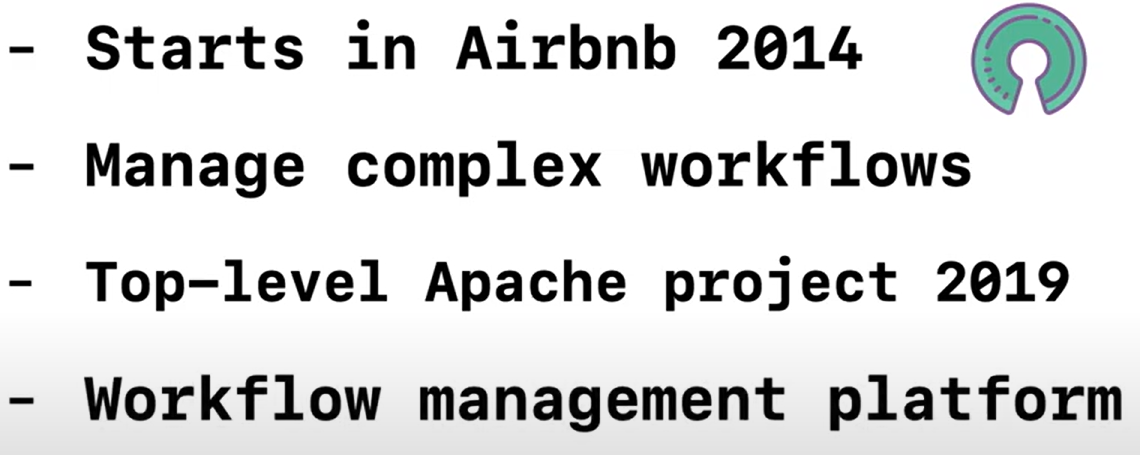 - Starts in Airbnb 2014
- Manage complex workflows
- Top-level Apache project 2019
- Workflow management platform